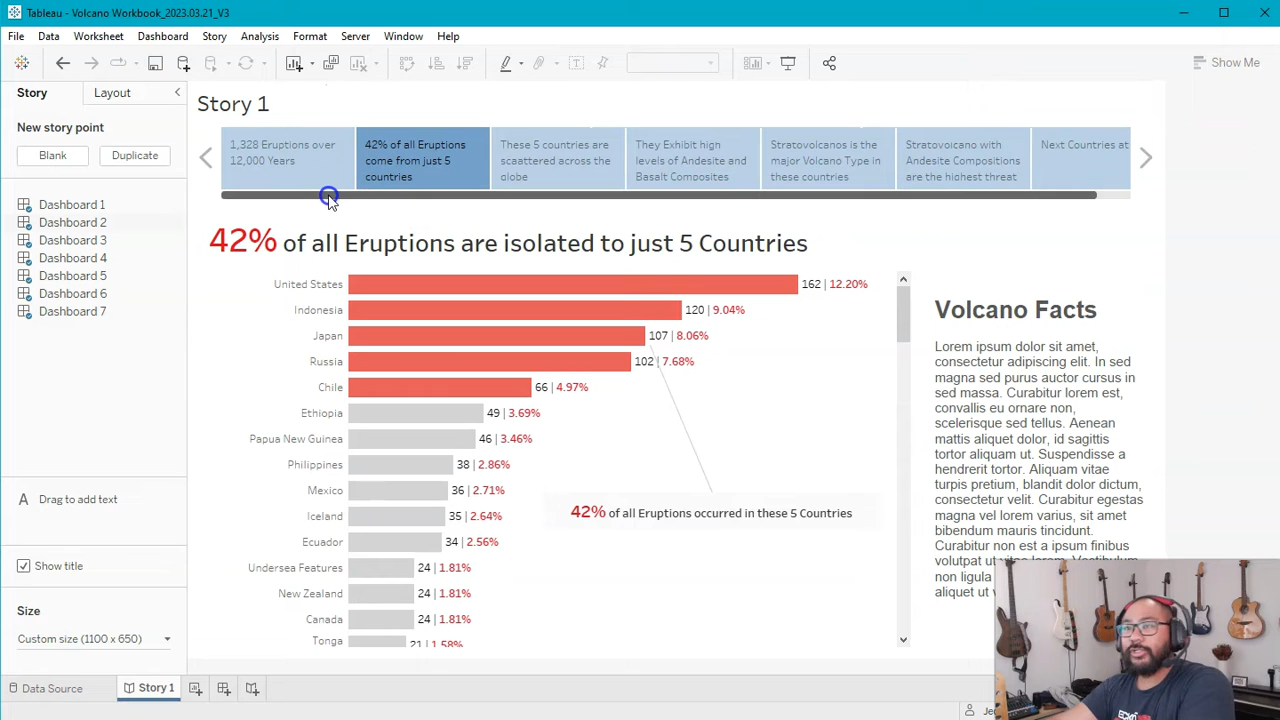 Tableau - Volcano Workbook_2023.03.21_V3
File Data Worksheet Dashboard Story Analysis Format Server Window Help
Show Me
Story Layout
New story point
Blank Duplicate
Dashboard 1
Dashboard 2
Dashboard 3
Dashboard 4
Dashboard 5
Dashboard 6
Dashboard 7
A Drag to add text
Show title
Size
Custom size (1100 x 650)
Story 1
1,328 Eruptions over
12,000 Years
42% of all Eruptions
come from just 5
countries
These 5 countries are
scaattered across the
globe
They Exhibit high
levels of Andesite and
Basalt Composites
Stratovolcanos is the
major Volcano Type in
these countries
Stratovolcano with
Andesite Compositions
are the highest threat
Next Countries at
42% of all Eruptions are isolated to just 5 Countries
United States 162 | 12.20%
Indonesia 120 | 9.04%
Japan 107 | 8.06%
Russia 102 | 7.68%
Chile 66 | 4.97%
Ethiopia 49 | 3.69%
Papua New Guinea 46 | 3.46%
Philippines 38 | 2.86%
Mexico 36 | 2.71%
Iceland 35 | 2.64%
Ecuador 34 | 2.56%
Undersea Features 24 | 1.81%
New Zealand 24 | 1.81%
Canada 24 | 1.81%
Tonga 21 | 1.58%
42% of all Eruptions occurred in these 5 Countries
Volcano Facts
Lorem ipsum dolor sit amet,
consectetur adipiscing elit. In sed
magna sed purus auctor cursus in
sed massa. Curabitur lorem est,
convallis eu ornare non,
scelerisque sed tellus. Aenean
mattis aliquet dolor, id sagittis
tortor aliquam ut. Suspendisse a
hendrerit tortor. Aliquam vitae
turpis pretium, blandit dolor dictum,
consectetur velit. Curabitur egestas
magna vel lorem varius, sit amet
bibendum mauris tincidunt.
Curabitur non est a ipsum finibus
volutpat ut vitae lorem. Vestibulum
non ligula
aliquet ut
Data Source Story 1